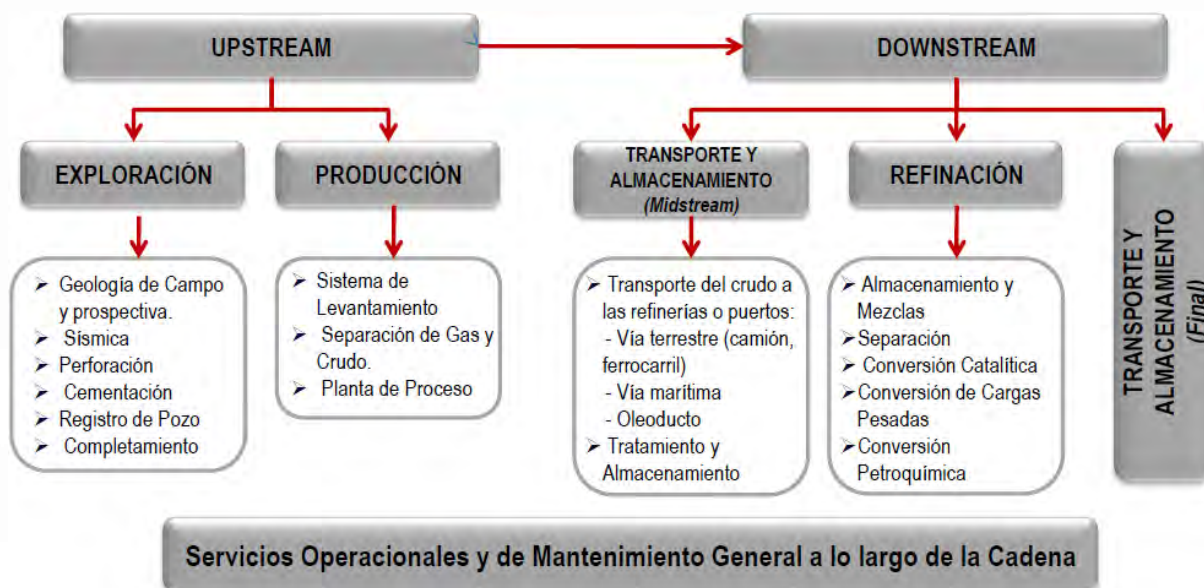 UPSTREAM
DOWNSTREAM
EXPLORACIÓN
PRODUCCIÓN
TRANSPORTE Y
ALMACENAMIENTO
(Midstream)
REFINACIÓN
TRANSPORTE Y
ALMACENAMIENTO
(Final)
➢ Geología de Campo
y prospectiva.
➢ Sísmica
➢ Perforación
➢ Cementación
➢ Registro de Pozo
➢ Completamiento
➢ Sistema de
Levantamiento
➢ Separación de Gas y
Crudo.
➢ Planta de Proceso
➢ Transporte del crudo a
las refinerías o puertos:
- Vía terrestre (camión,
ferrocarril)
- Vía marítima
- Oleoducto
➢ Tratamiento y
Almacenamiento
➢ Almacenamiento y
Mezclas
➢ Separación
➢ Conversión Catalítica
➢ Conversión de Cargas
Pesadas
➢ Conversión
Petroquímica
Servicios Operacionales y de Mantenimiento General a lo largo de la Cadena